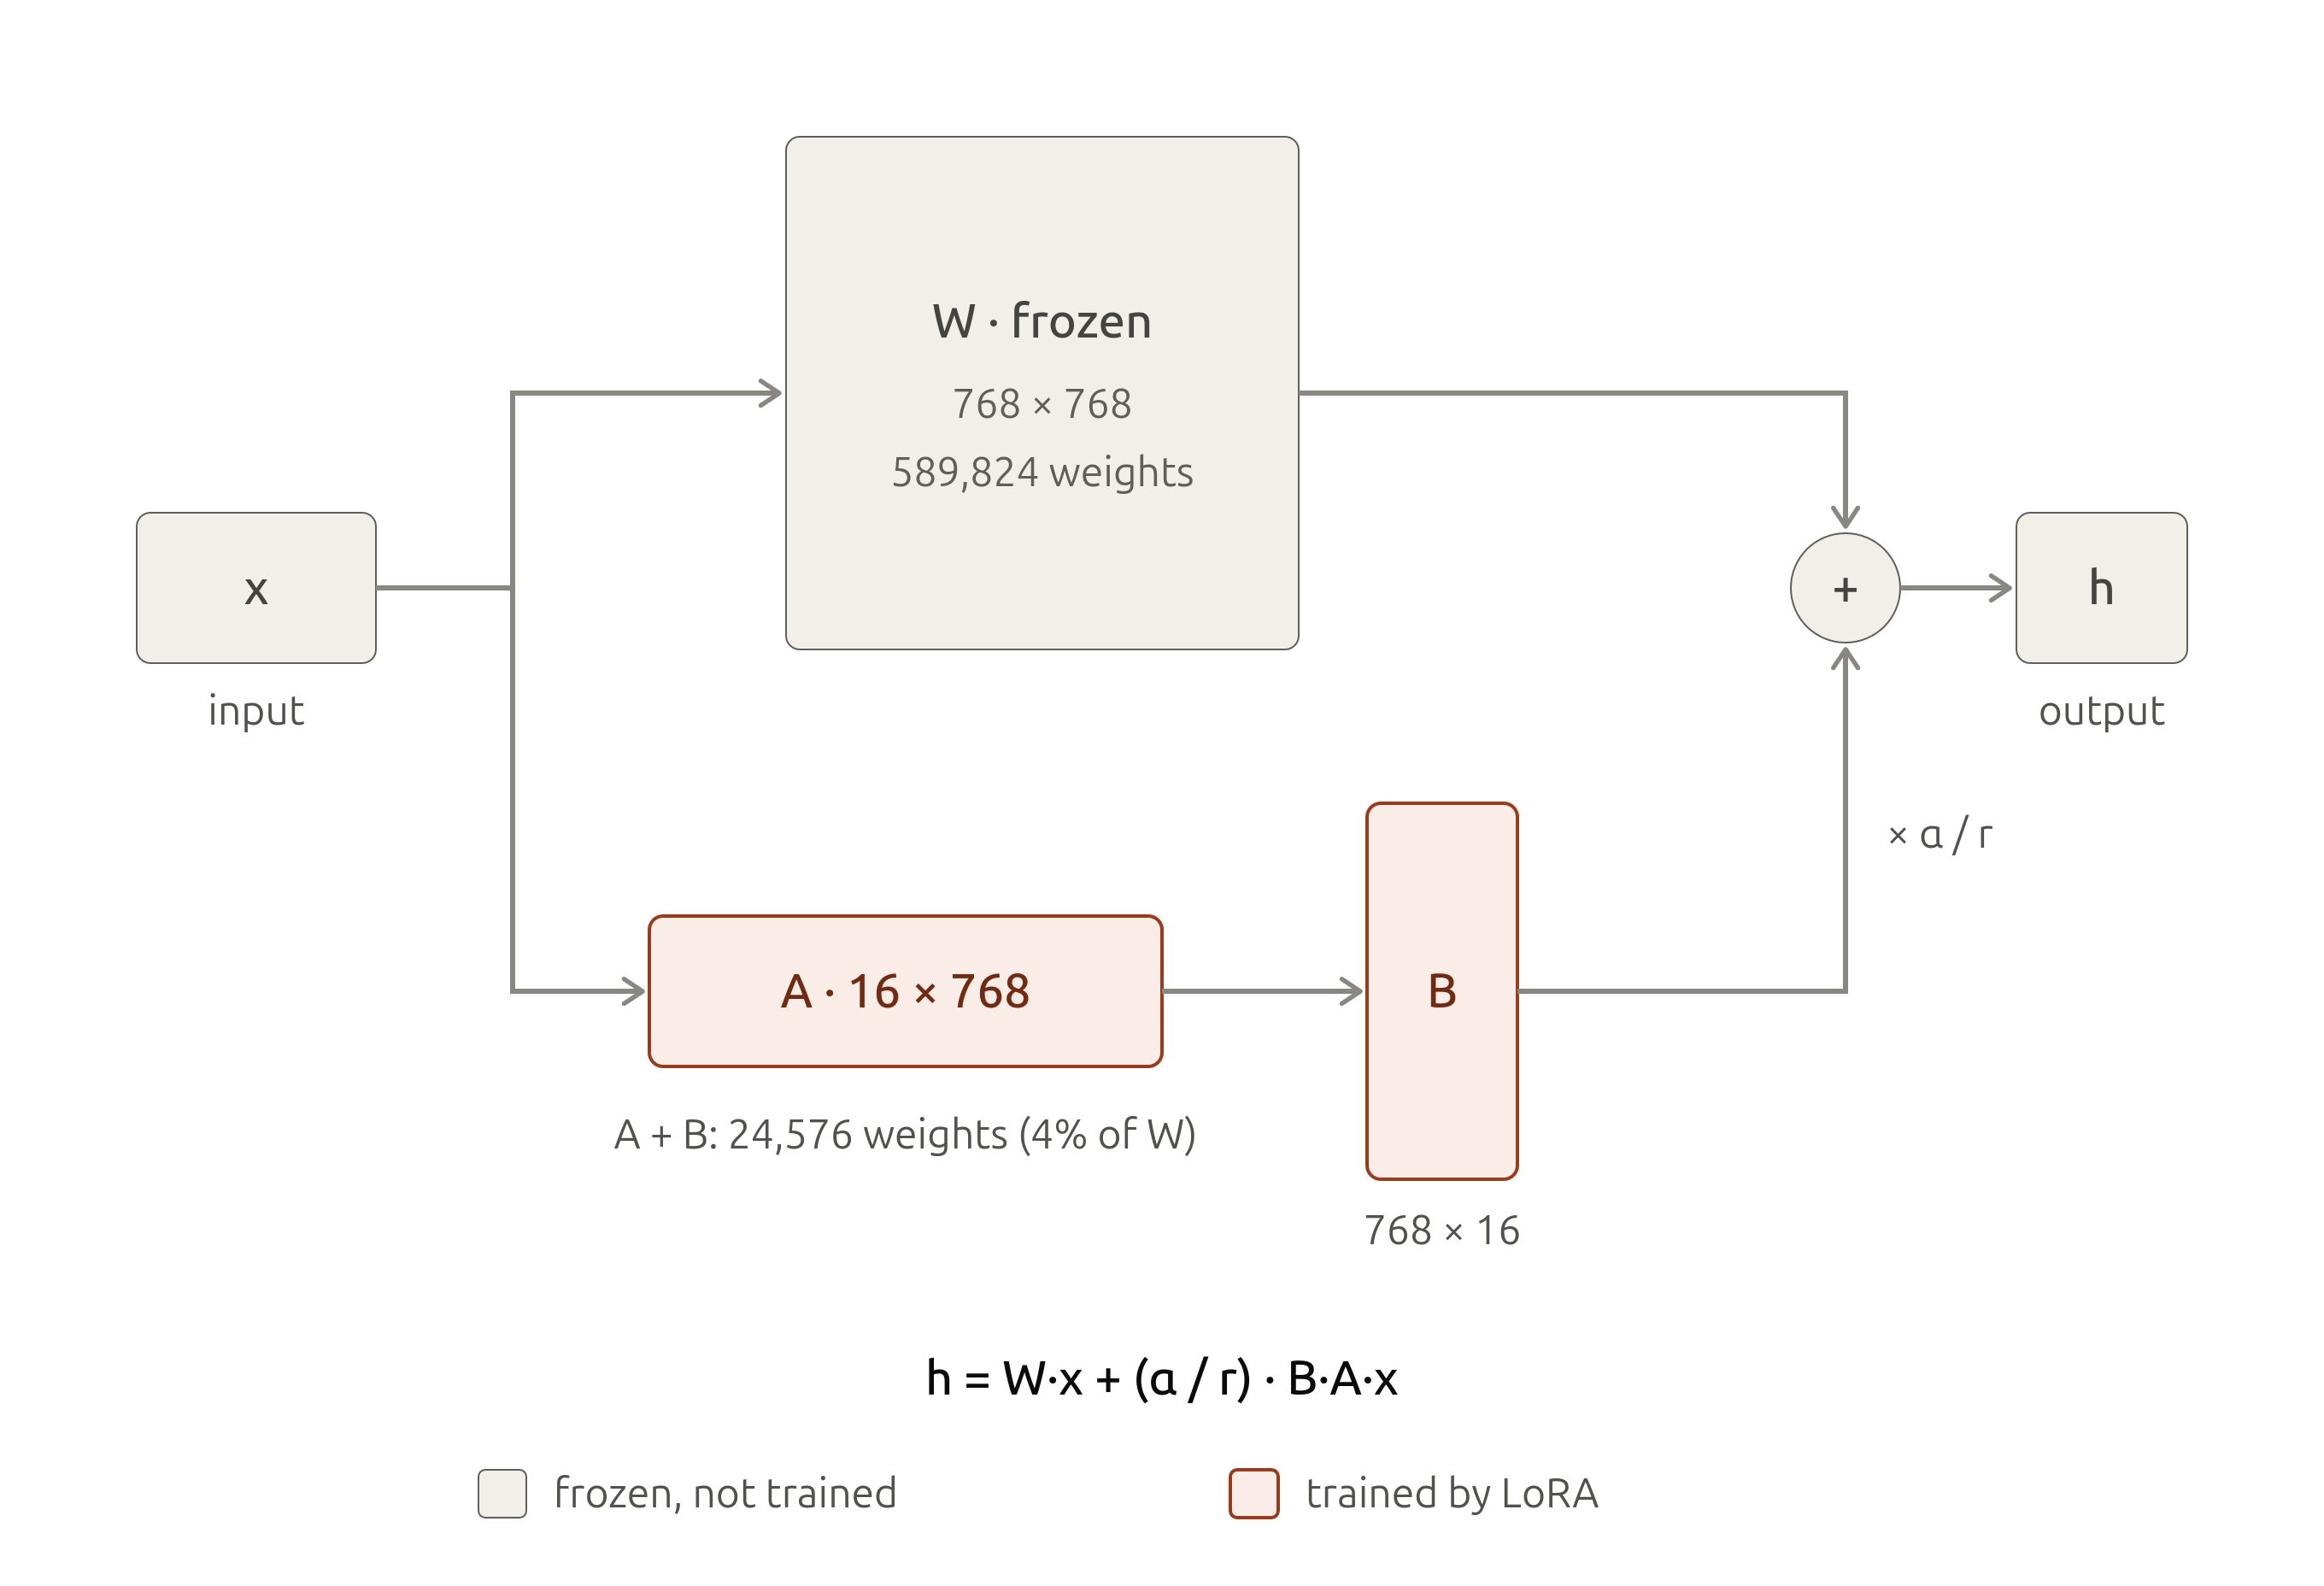 W · frozen
768 × 768
589,824 weights
x
input
+
h
output
× α / r
A · 16 × 768
B
A + B: 24,576 weights (4% of W)
768 × 16
h = W·x + (α / r) · B·A·x
frozen, not trained
trained by LoRA